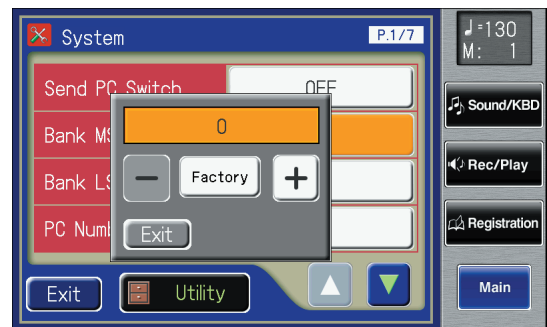 System
P.1/7
♩=130
M: 1
Send PC Switch
OFF
Bank MS
0
Bank LS
− Factory +
PC Num
Exit
Exit
Utility
Sound/KBD
Rec/Play
Registration
Main